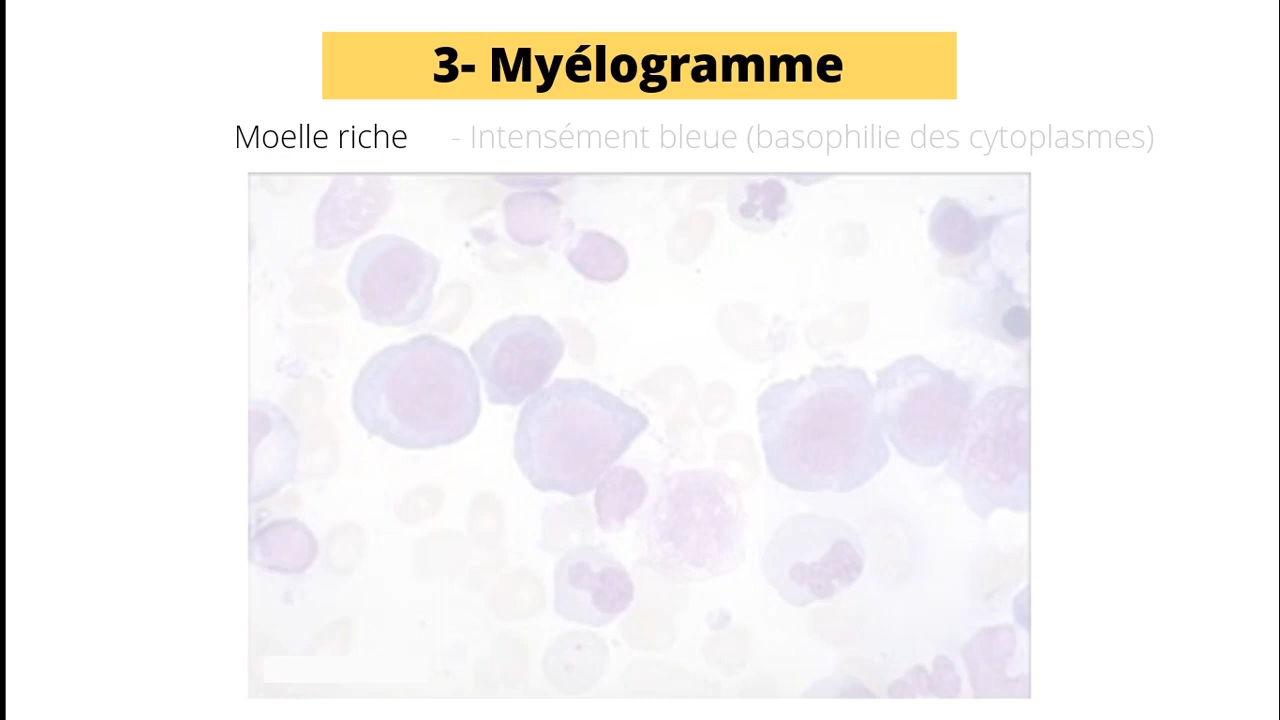 3- Myélogramme
Moelle riche - Intensément bleue (basophilie des cytoplasmes)